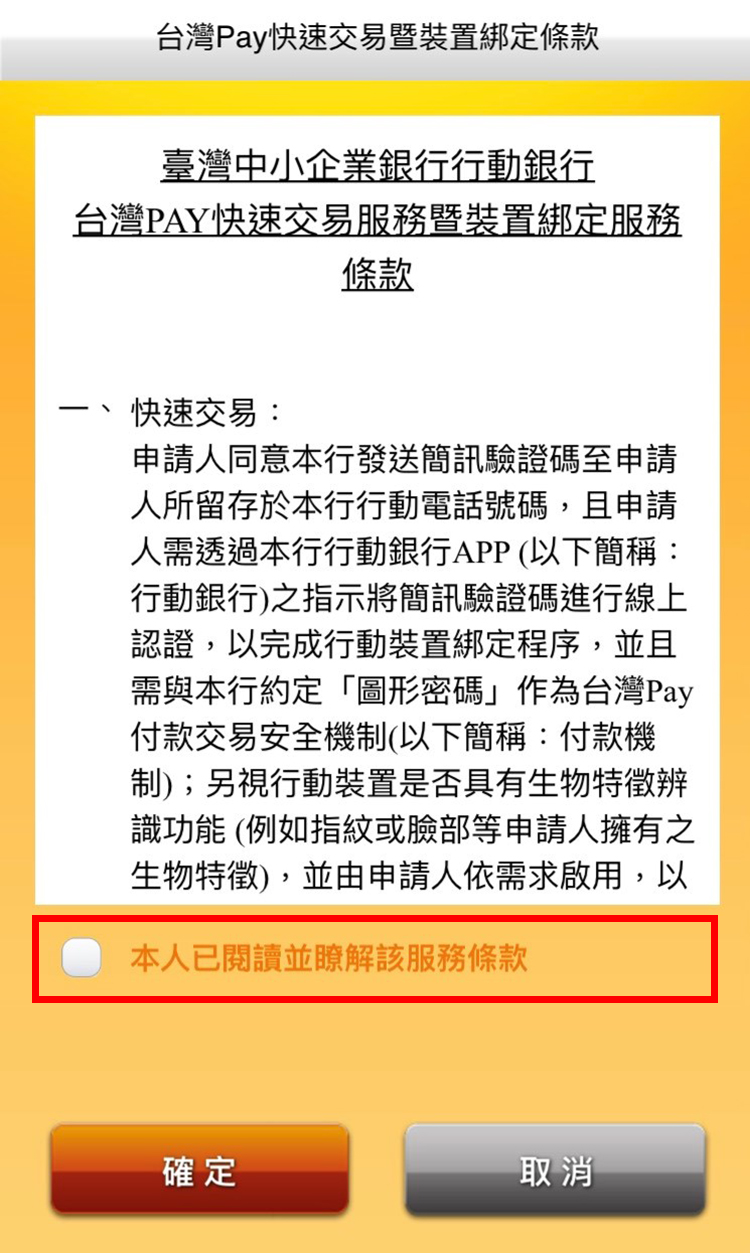 台灣Pay快速交易暨裝置綁定條款
臺灣中小企業銀行行動銀行
台灣PAY快速交易服務暨裝置綁定服務
條款
一、 快速交易：
申請人同意本行發送簡訊驗證碼至申請
人所留存於本行行動電話號碼，且申請
人需透過本行行動銀行APP (以下簡稱：
行動銀行)之指示將簡訊驗證碼進行線上
認證，以完成行動裝置綁定程序，並且
需與本行約定「圖形密碼」作為台灣Pay
付款交易安全機制(以下簡稱：付款機
制)；另視行動裝置是否具有生物特徵辨
識功能 (例如指紋或臉部等申請人擁有之
生物特徵)，並由申請人依需求啟用，以
本人已閱讀並瞭解該服務條款
確定
取消